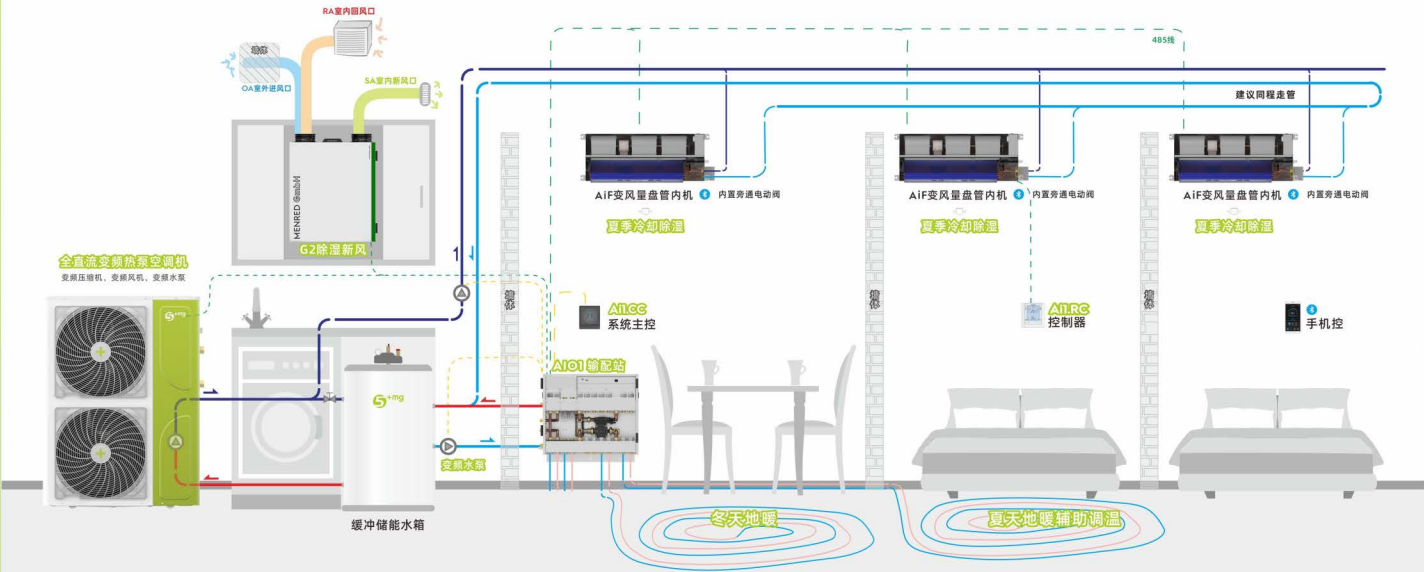 RA室内回风口
墙体
OA室外进风口
SA室内新风口
485线
建议同程走管
MENRED GmbH
G2除湿新风
AiF变风量盘管内机
内置旁通电动阀
夏季冷却除湿
AiF变风量盘管内机
内置旁通电动阀
夏季冷却除湿
AiF变风量盘管内机
内置旁通电动阀
夏季冷却除湿
全直流变频热泵空调机
变频压缩机、变频风机、变频水泵
墙体
墙体
墙体
5+mg
Ai1.CC
系统主控
Ai1.RC
控制器
手机控
AIO1 输配站
5+mg
变频水泵
缓冲储能水箱
冬天地暖
夏天地暖辅助调温